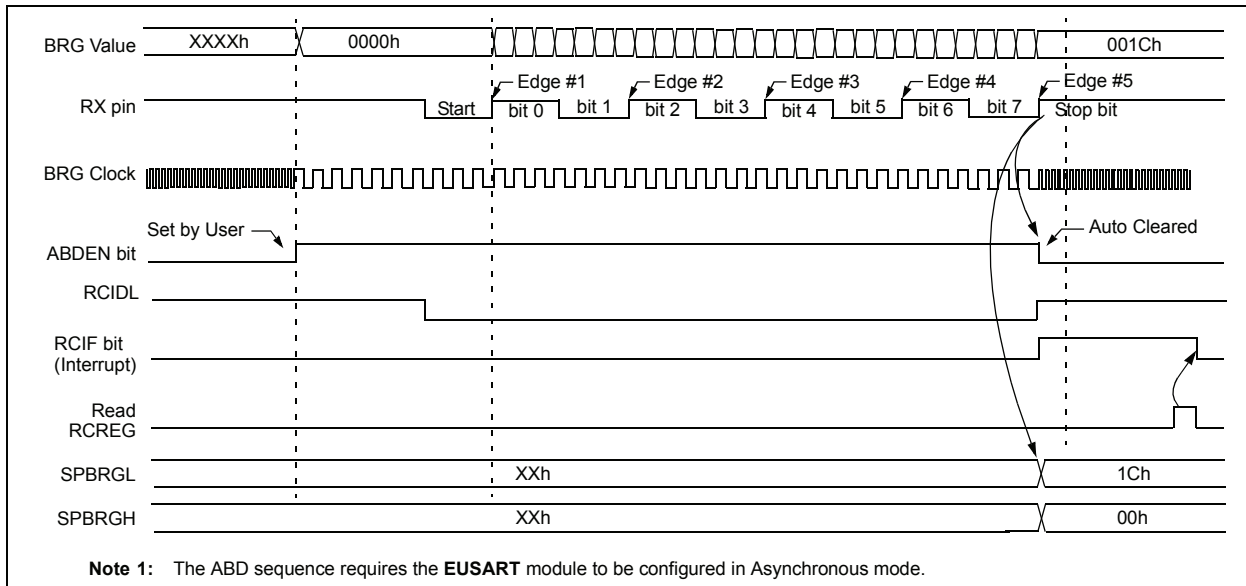 BRG Value XXXXh 0000h 001Ch
Edge #1 Edge #2 Edge #3 Edge #4 Edge #5
RX pin Start bit 0 bit 1 bit 2 bit 3 bit 4 bit 5 bit 6 bit 7 Stop bit
BRG Clock
Set by User Auto Cleared
ABDEN bit
RCIDL
RCIF bit
(Interrupt)
Read
RCREG
SPBRGL XXh 1Ch
SPBRGH XXh 00h
Note 1: The ABD sequence requires the EUSART module to be configured in Asynchronous mode.